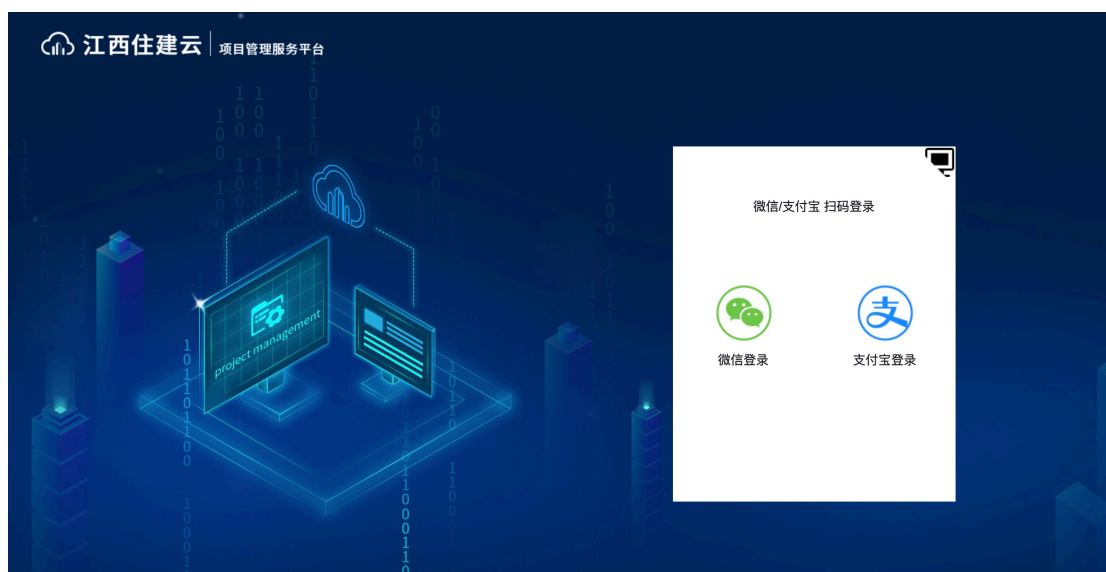 江西住建云 项目管理服务平台
微信/支付宝 扫码登录
project management
微信登录 支付宝登录